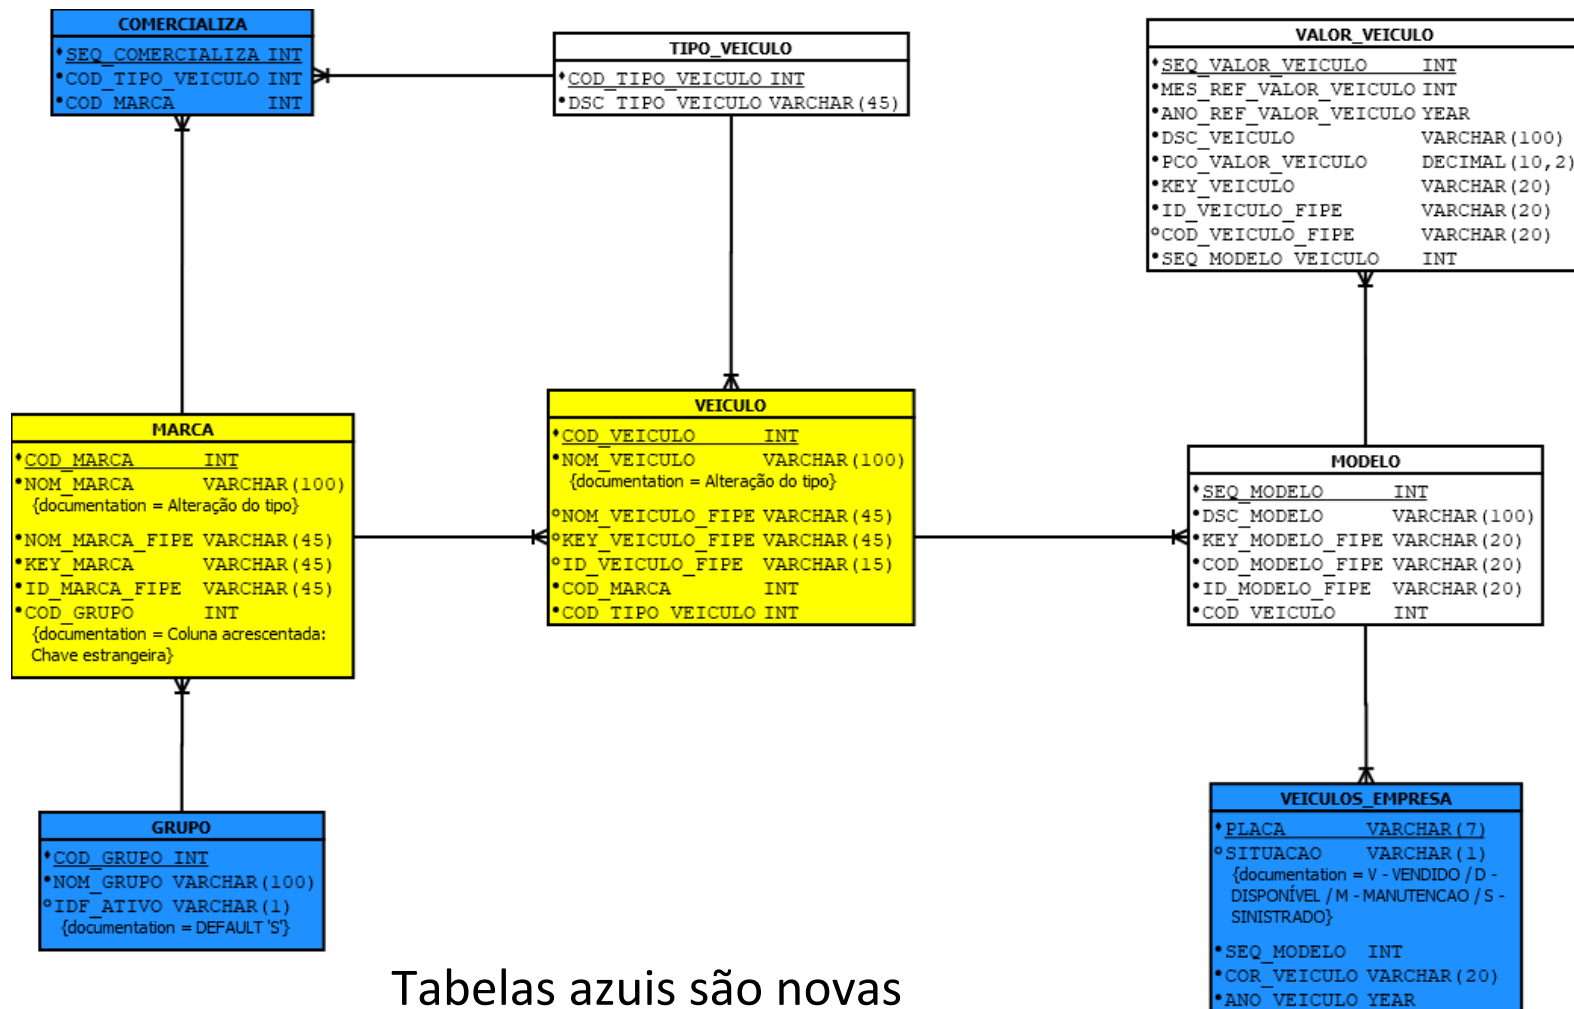 COMERCIALIZA
SEQ_COMERCIALIZA INT
COD_TIPO_VEICULO INT
COD_MARCA INT
TIPO_VEICULO
COD_TIPO_VEICULO INT
DSC_TIPO_VEICULO VARCHAR(45)
VALOR_VEICULO
SEQ_VALOR_VEICULO INT
MES_REF_VALOR_VEICULO INT
ANO_REF_VALOR_VEICULO YEAR
DSC_VEICULO VARCHAR(100)
PCO_VALOR_VEICULO DECIMAL(10,2)
KEY_VEICULO VARCHAR(20)
ID_VEICULO_FIPE VARCHAR(20)
COD_VEICULO_FIPE VARCHAR(20)
SEQ_MODELO_VEICULO INT
MARCA
COD_MARCA INT
NOM_MARCA VARCHAR(100)
{documentation = Alteração do tipo}
NOM_MARCA_FIPE VARCHAR(45)
KEY_MARCA VARCHAR(45)
ID_MARCA_FIPE VARCHAR(45)
COD_GRUPO INT
{documentation = Coluna acrescentada:
Chave estrangeira}
VEICULO
COD_VEICULO INT
NOM_VEICULO VARCHAR(100)
{documentation = Alteração do tipo}
NOM_VEICULO_FIPE VARCHAR(45)
KEY_VEICULO_FIPE VARCHAR(45)
ID_VEICULO_FIPE VARCHAR(15)
COD_MARCA INT
COD_TIPO_VEICULO INT
MODELO
SEQ_MODELO INT
DSC_MODELO VARCHAR(100)
KEY_MODELO_FIPE VARCHAR(20)
COD_MODELO_FIPE VARCHAR(20)
ID_MODELO_FIPE VARCHAR(20)
COD_VEICULO INT
GRUPO
COD_GRUPO INT
NOM_GRUPO VARCHAR(100)
IDF_ATIVO VARCHAR(1)
{documentation = DEFAULT 'S'}
VEICULOS_EMPRESA
PLACA VARCHAR(7)
SITUACAO VARCHAR(1)
{documentation = V - VENDIDO / D -
DISPONÍVEL / M - MANUTENCAO / S -
SINISTRADO}
SEQ_MODELO INT
COR_VEICULO VARCHAR(20)
ANO_VEICULO YEAR
Tabelas azuis são novas